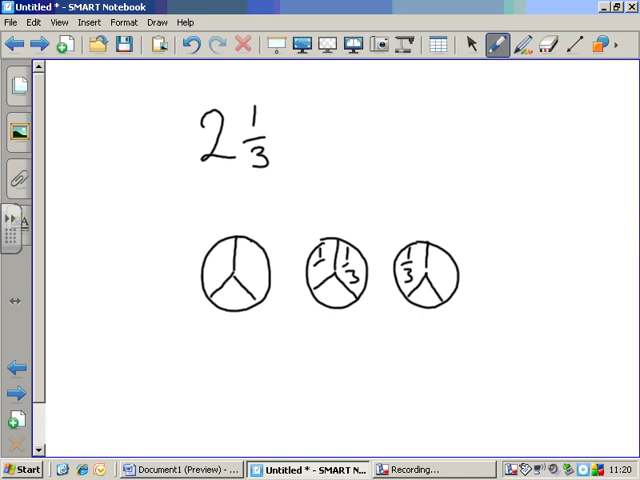 Untitled * - SMART Notebook
File Edit View Insert Format Draw Help
2 1/3
1 1/3 1/3
Start Document1 (Preview) - M... Untitled * - SMART N... Recording... 11:20